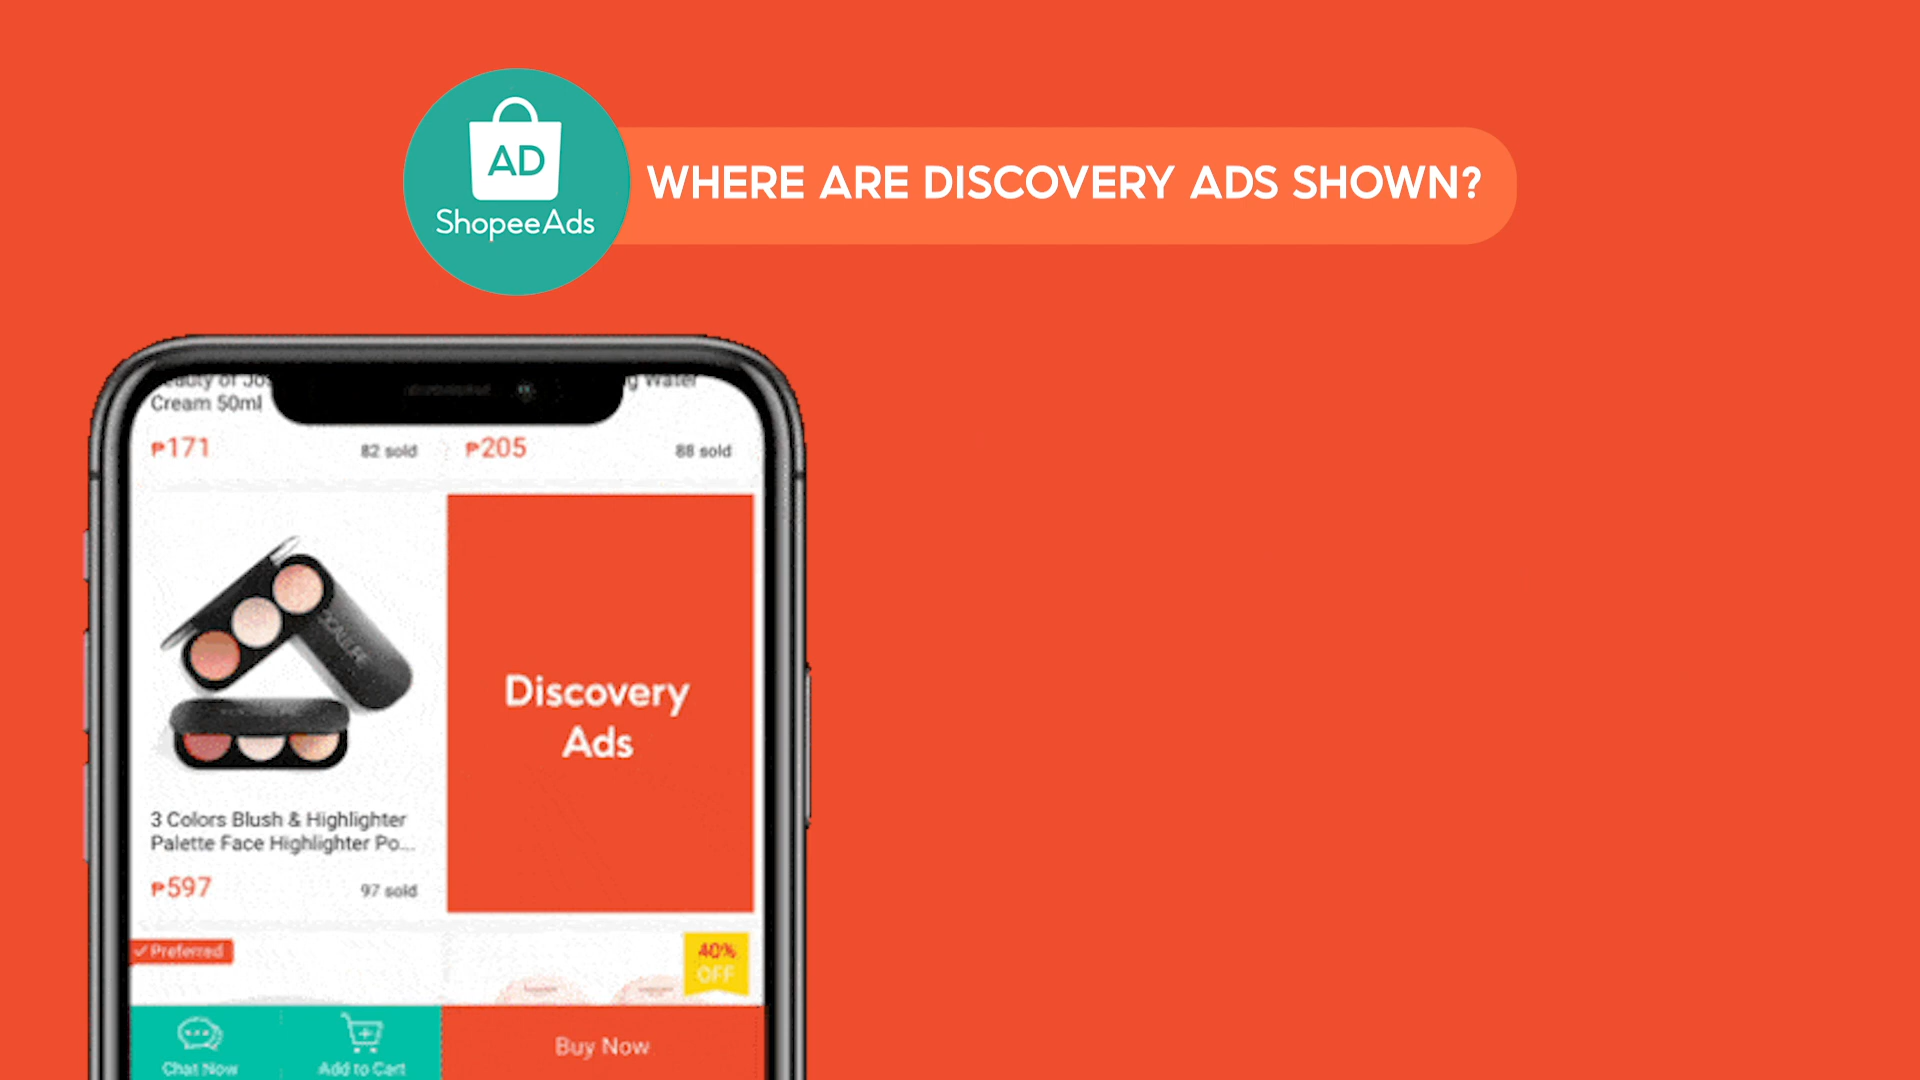 AD
ShopeeAds
WHERE ARE DISCOVERY ADS SHOWN?
Cream 50ml
Water
₱171
82 sold
₱205
88 sold
Discovery
Ads
3 Colors Blush & Highlighter
Palette Face Highlighter Po...
₱597
97 sold
Preferred
40%
OFF
Chat Now
Add to Cart
Buy Now